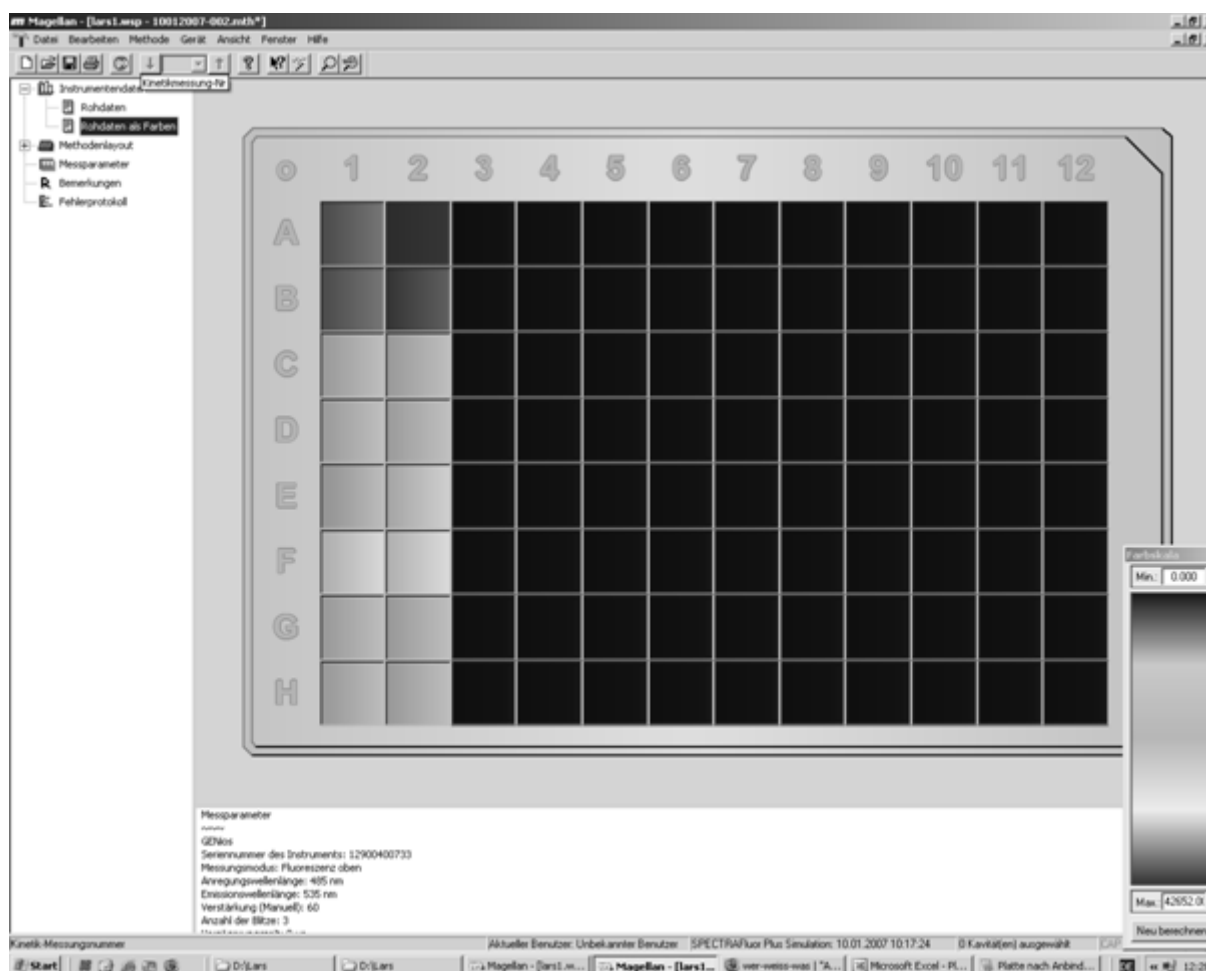 Magellan - [lars1.wsp - 10012007-002.mth*]
Datei Bearbeiten Methode Gerät Ansicht Fenster Hilfe
Kinetikmessung-Nr
Instrumentendate
Rohdaten
Rohdaten als Farben
Methodenlayout
Messparameter
Bemerkungen
Fehlerprotokoll
1 2 3 4 5 6 7 8 9 10 11 12
A
B
C
D
E
F
G
H
Farbskala
Min.: 0.000
Max.: 42652.0
Neu berechnen
Messparameter
GENios
Seriennummer des Instruments: 12900400733
Messungsmodus: Fluoreszenz oben
Anregungswellenlänge: 485 nm
Emissionswellenlänge: 535 nm
Verstärkung (Manuell): 60
Anzahl der Blitze: 3
Kinetik-Messungsnummer
Aktueller Benutzer: Unbekannter Benutzer SPECTRAFluor Plus Simulation: 10.01.2007 10:17:24 0 Kavität(en) ausgewählt CAP
Start D:\Lars D:\Lars Magellan - [lars1.w... Magellan - [lars1... wer-weiss-was | "A... Microsoft Excel - Pl... Platte nach Anbind... 12:2